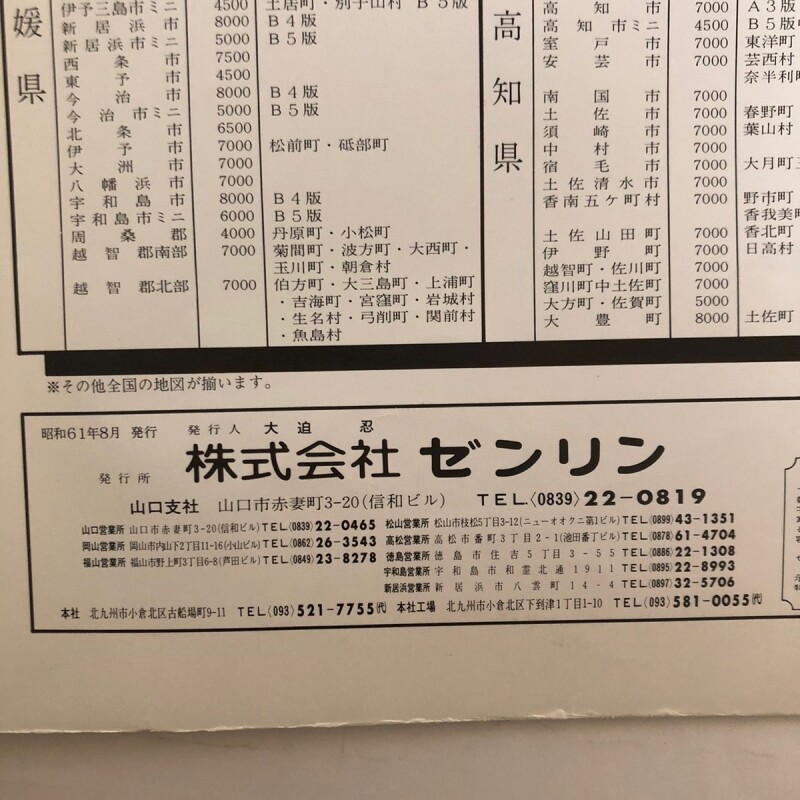 媛県
伊予三島市ミニ 4500 土居町・別子山村 B5版
新居浜市 8000 B4版
新居浜市ミニ 5000 B5版
西条市 7500
東予市 4500
今治市 8000 B4版
今治市ミニ 5000 B5版
北条市 6500
伊予市 7000 松前町・砥部町
大洲市 7000
八幡浜市 7000
宇和島市 8000 B4版
宇和島市ミニ 6000 B5版
周桑郡 4000 丹原町・小松町
越智郡南部 7000 菊間町・波方町・大西町・
玉川町・朝倉村
越智郡北部 7000 伯方町・大三島町・上浦町
・吉海町・宮窪町・岩城村
・生名村・弓削町・関前村
・魚島村
高知県
高知市 7000 A3版
高知市ミニ 4500 B5版
室戸市 7000 東洋町
安芸市 7000 芸西村
奈半利町
南国市 7000
土佐市 7000 春野町
須崎市 7000 葉山村
中村市 7000
宿毛市 7000 大月町
土佐清水市 7000
香南五ケ町村 7000 野市町
香我美町
土佐山田町 7000 香北町
伊野町 7000 日高村
越智町・佐川町 7000
窪川町中土佐町 7000
大方町・佐賀町 5000
大豊町 8000 土佐町
※その他全国の地図が揃います。
昭和61年8月 発行 発行人 大迫 忍
発行所 株式会社 ゼンリン
山口支社 山口市赤妻町3-20(信和ビル) TEL.〈0839〉22-0819
山口営業所 山口市赤妻町3-20(信和ビル) TEL〈0839〉22-0465 松山営業所 松山市枝松5丁目3-12(ニューオオクニ第1ビル) TEL〈0899〉43-1351
岡山営業所 岡山市内山下2丁目11-16(小山ビル) TEL〈0862〉26-3543 高松営業所 高松市番町3丁目2-1(池田番丁ビル) TEL〈0878〉61-4704
福山営業所 福山市野上町3丁目6-8(芦田ビル) TEL〈0849〉23-8278 徳島営業所 徳島市住吉5丁目3-55 TEL〈0886〉22-1308
宇和島営業所 宇和島市和霊北通1911 TEL〈0895〉22-8993
新居浜営業所 新居浜市八雲町14-4 TEL〈0897〉32-5706
本社 北九州市小倉北区古船場町9-11 TEL〈093〉521-7755(代) 本社工場 北九州市小倉北区下到津1丁目1-10 TEL〈093〉581-0055(代)